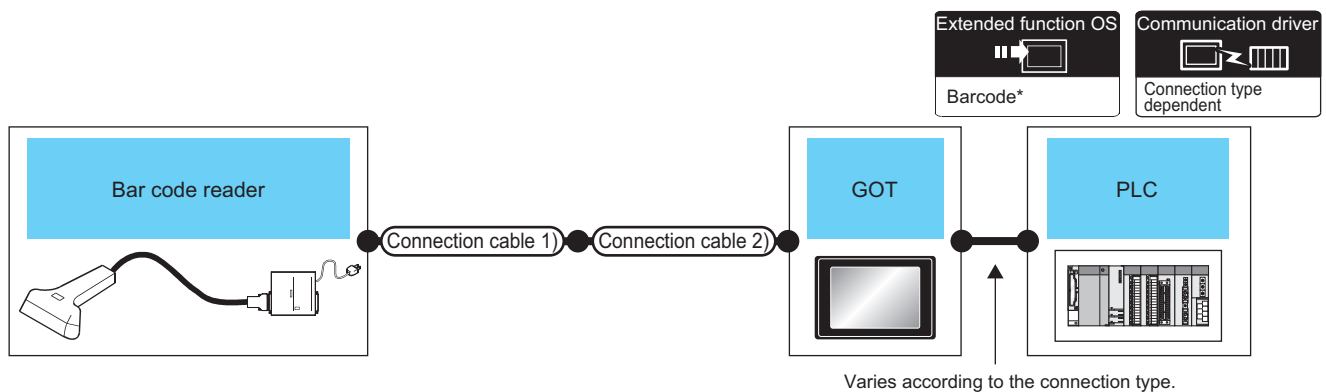 Extended function OS
Communication driver
Barcode*
Connection type
dependent
Bar code reader
GOT
PLC
Connection cable 1)
Connection cable 2)
Varies according to the connection type.